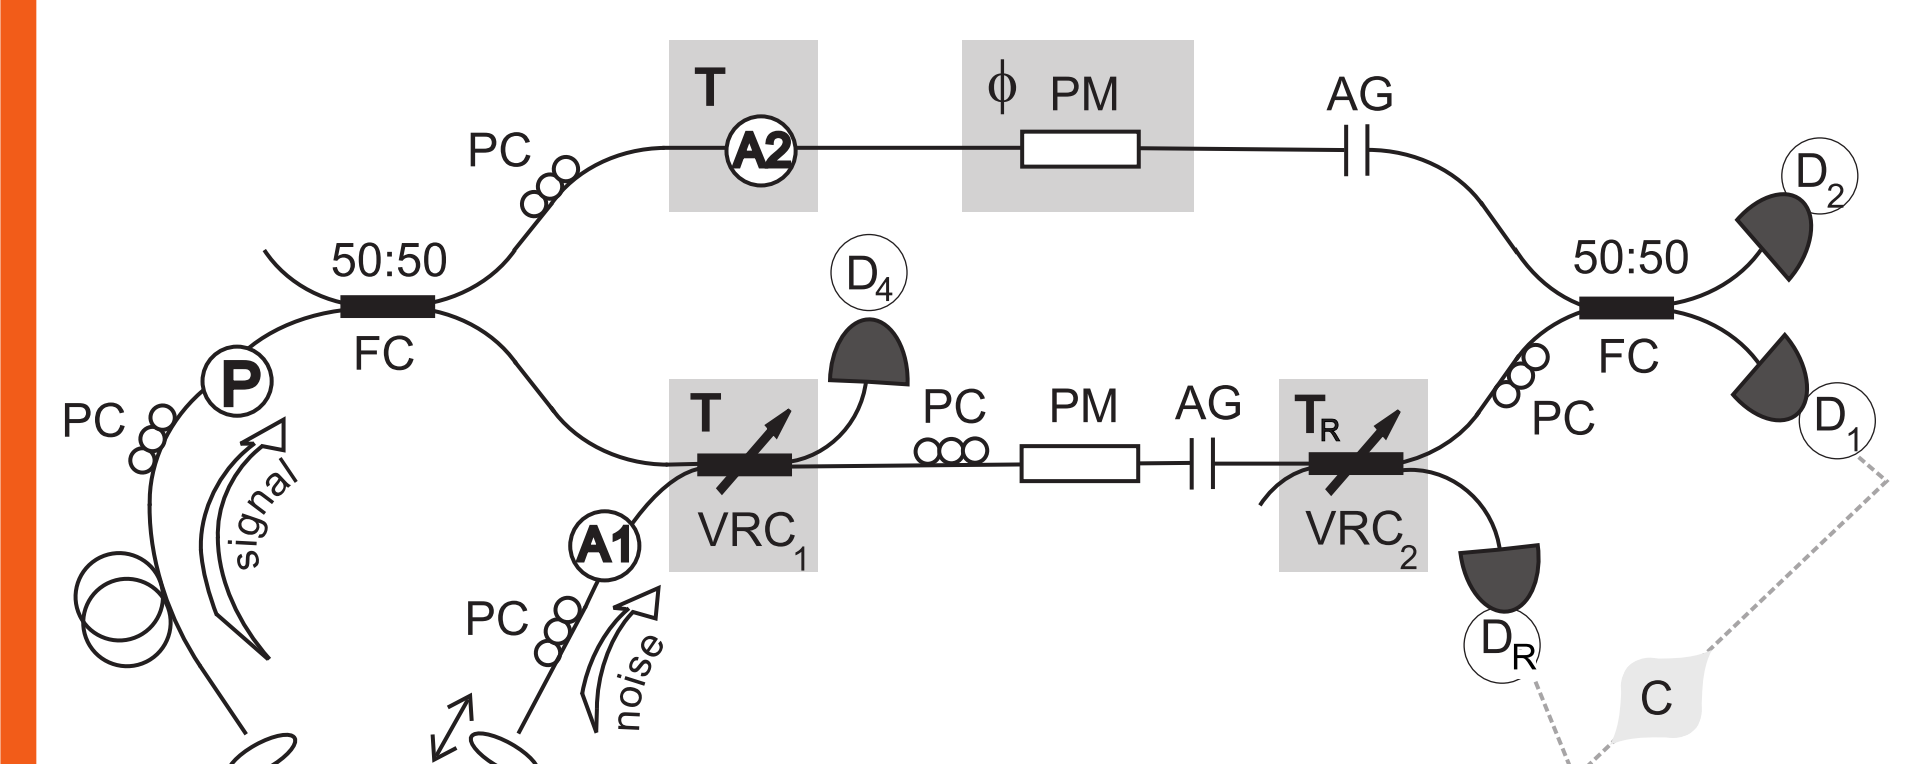 T
A2
ϕ PM
AG
PC
D2
50:50
FC
D4
50:50
FC
P
PC
signal
T
VRC1
PC
PM
AG
TR
VRC2
PC
D1
A1
PC
noise
DR
C